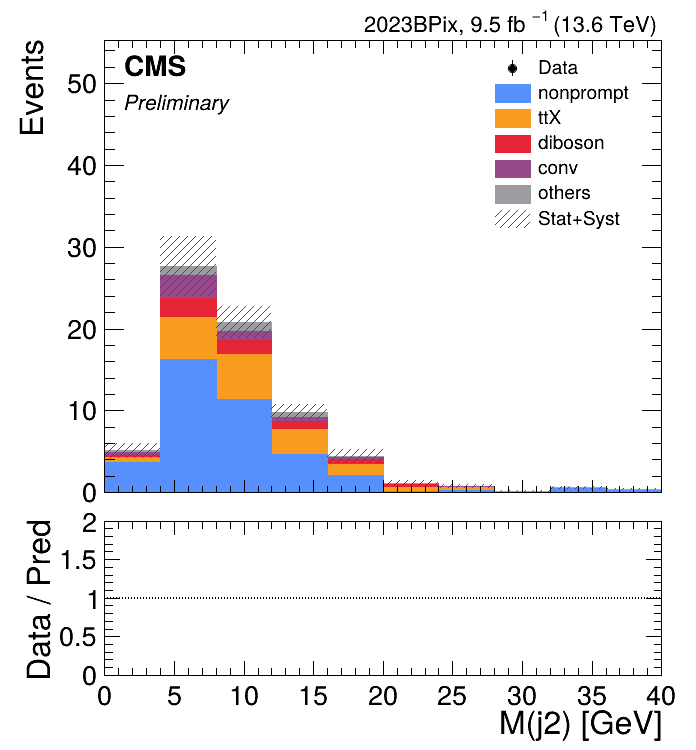 2023BPix, 9.5 fb⁻¹ (13.6 TeV)
CMS
Preliminary
Data
nonprompt
ttX
diboson
conv
others
Stat+Syst
Events
50
40
30
20
10
0
Data / Pred
2
1.5
1
0.5
0
0 5 10 15 20 25 30 35 40
M(j2) [GeV]